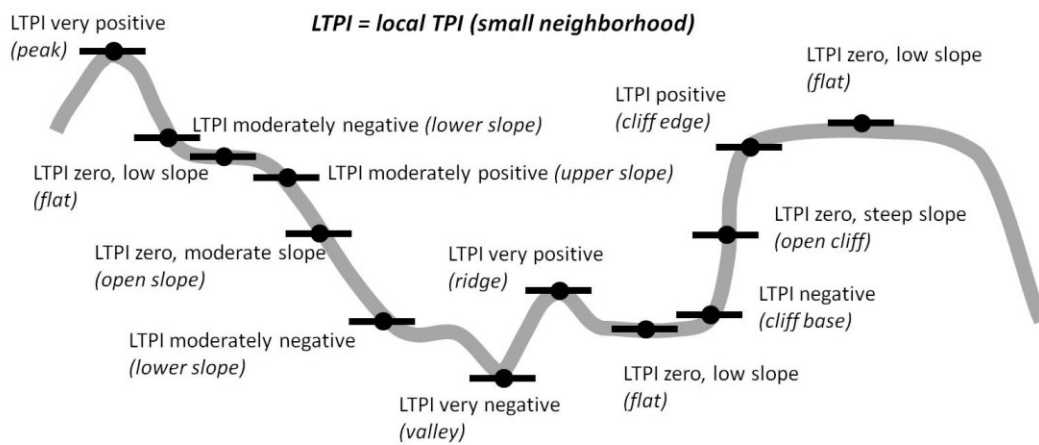 LTPI = local TPI (small neighborhood)
LTPI very positive
(peak)
LTPI moderately negative (lower slope)
LTPI zero, low slope
(flat)
LTPI moderately positive (upper slope)
LTPI zero, moderate slope
(open slope)
LTPI moderately negative
(lower slope)
LTPI very negative
(valley)
LTPI very positive
(ridge)
LTPI zero, low slope
(flat)
LTPI negative
(cliff base)
LTPI zero, steep slope
(open cliff)
LTPI positive
(cliff edge)
LTPI zero, low slope
(flat)